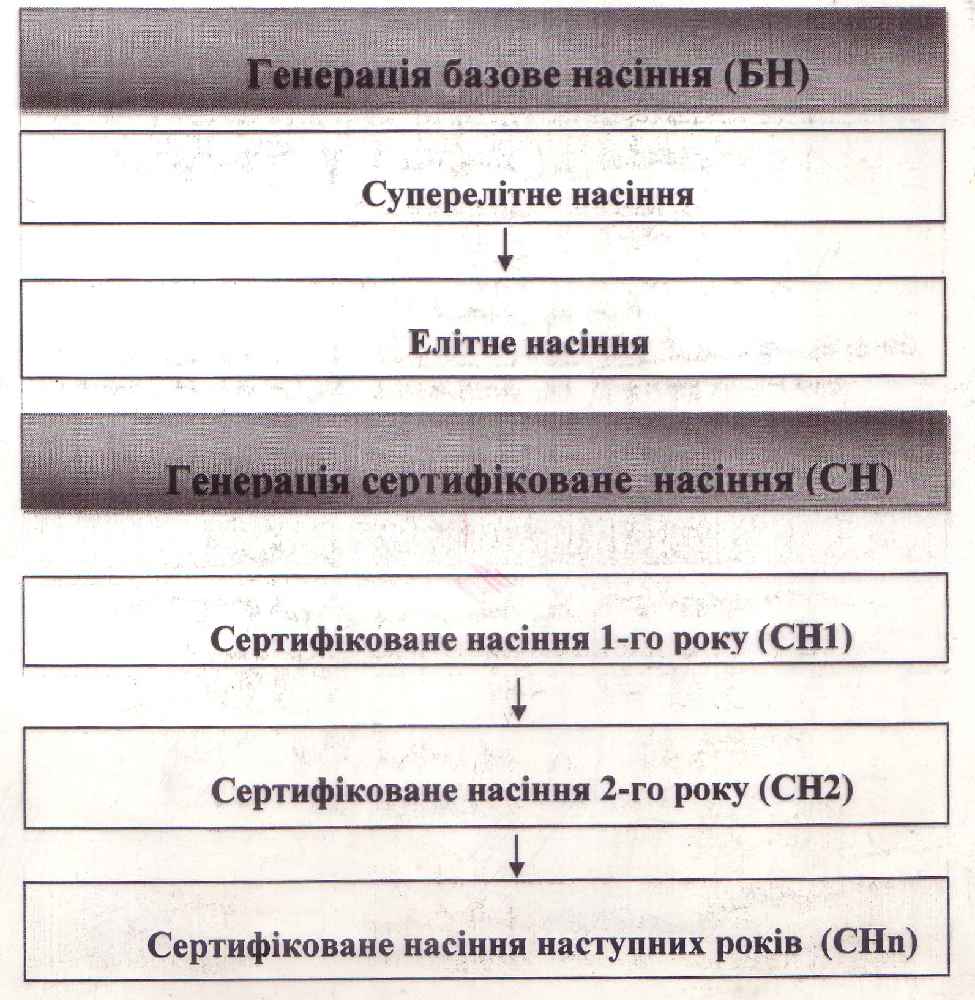 Генерація базове насіння (БН)
Суперелітне насіння
Елітне насіння
Генерація сертифіковане насіння (СН)
Сертифіковане насіння 1-го року (СН1)
Сертифіковане насіння 2-го року (СН2)
Сертифіковане насіння наступних років (СНn)